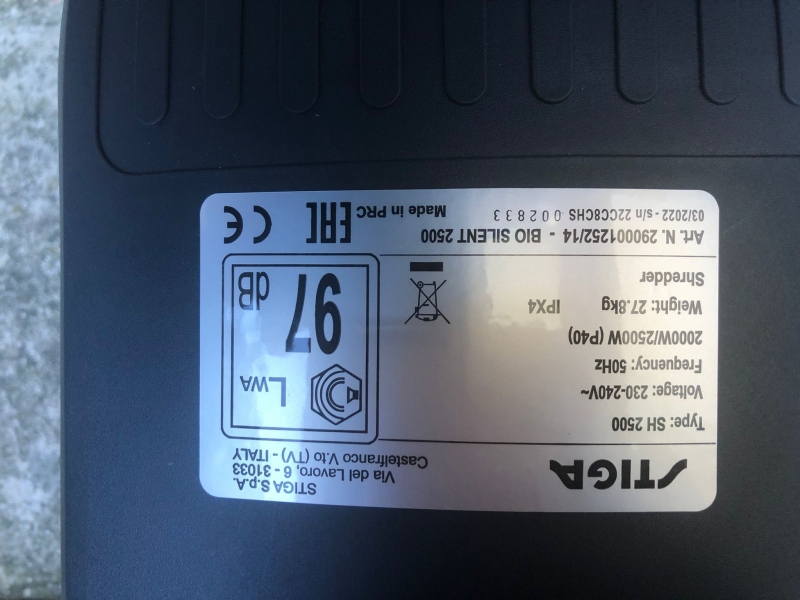 STIGA
STIGA S.p.A.
Via del Lavoro, 6 - 31033
Castelfranco V.to (TV) - ITALY
Type: SH 2500
Voltage: 230-240V~
Frequency: 50Hz
2000W/2500W (P40)
Weight: 27.8kg IPX4
Shredder
LWA
97
dB
Art. N. 290001252/14 - BIO SILENT 2500
03/2022 - s/n 22CC8CHS 002833 Made in PRC
EAC CE